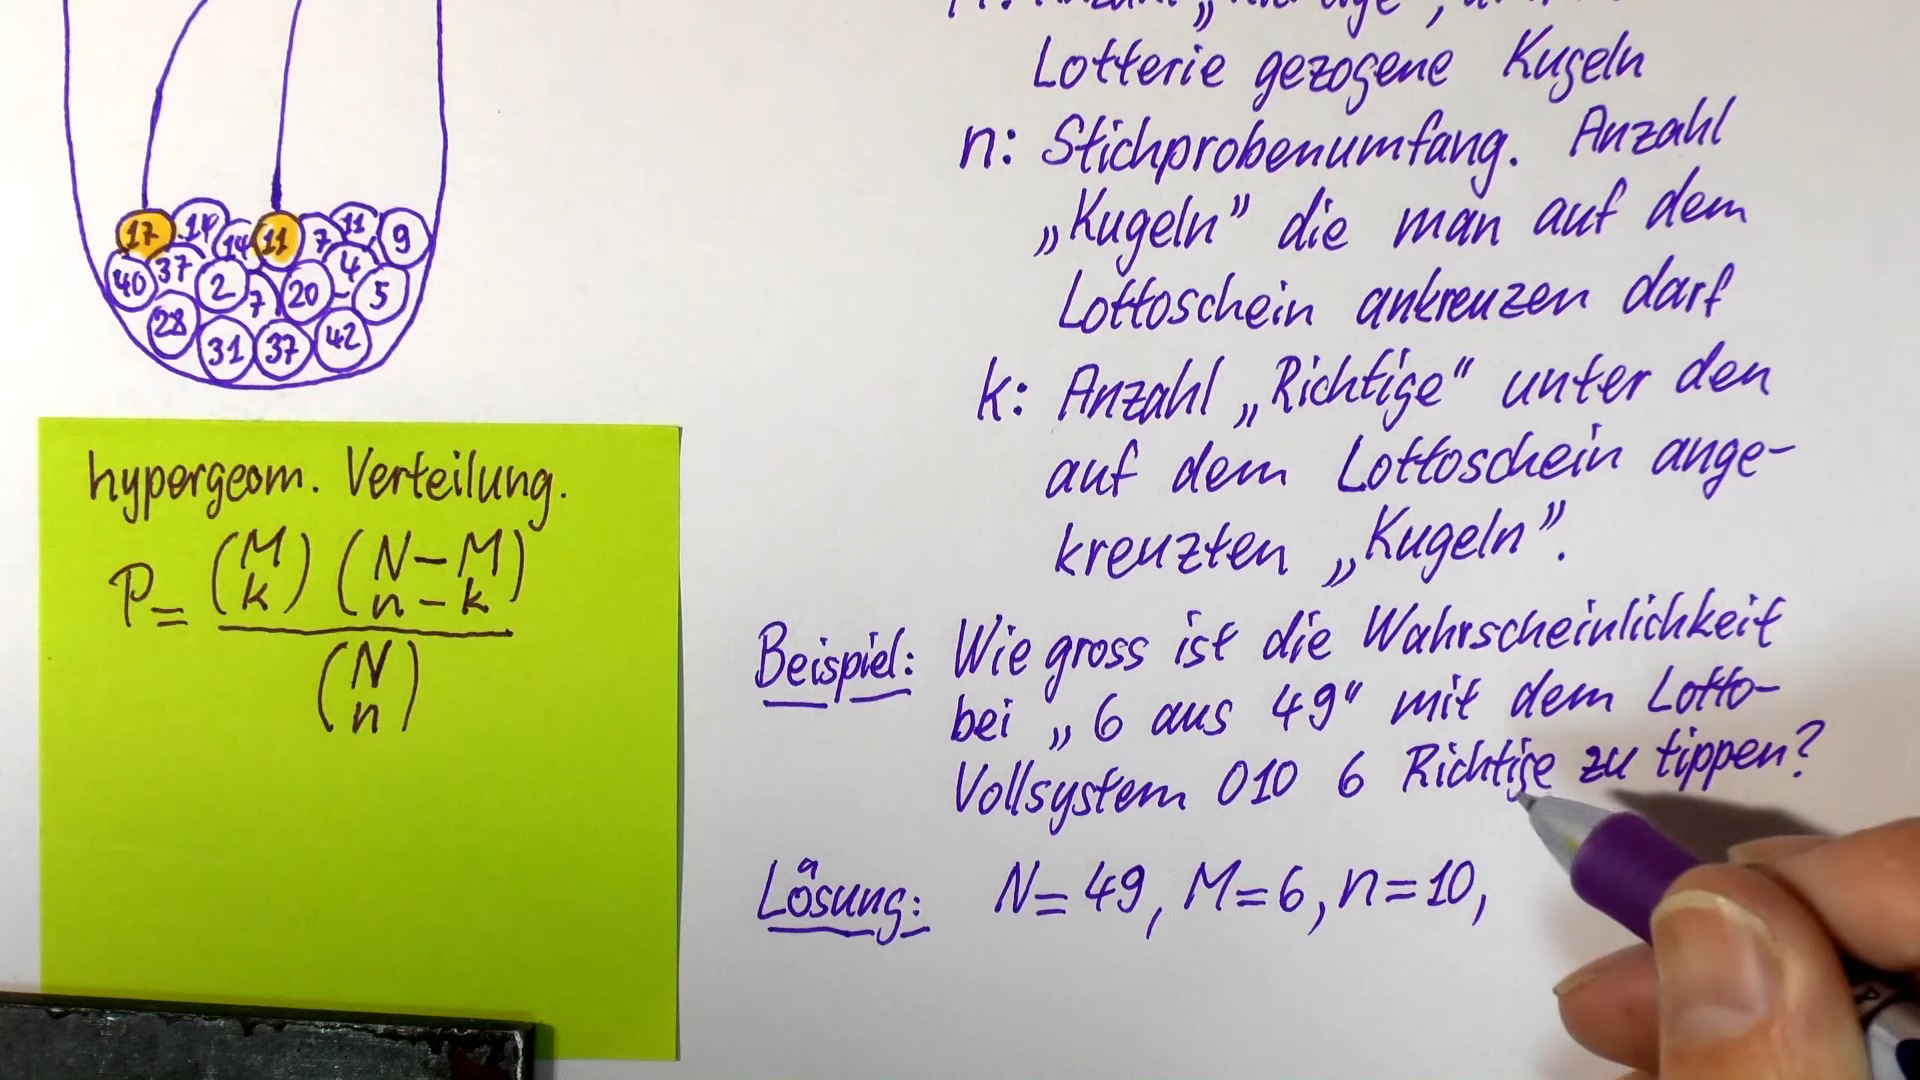 Lotterie gezogene Kugeln
n: Stichprobenumfang. Anzahl
„Kugeln” die man auf dem
Lottoschein ankreuzen darf
k: Anzahl „Richtige" unter den
auf dem Lottoschein ange-
kreuzten „Kugeln”.
17 14 14 11 7 11 9
40 37 2 7 20 4 5
28 31 37 42
hypergeom. Verteilung.
P= (M k) (N-M n-k)
(N n)
Beispiel: Wie gross ist die Wahrscheinlichkeit
bei „6 aus 49" mit dem Lotto-
Vollsystem 010 6 Richtige zu tippen?
Lösung: N=49, M=6, n=10,